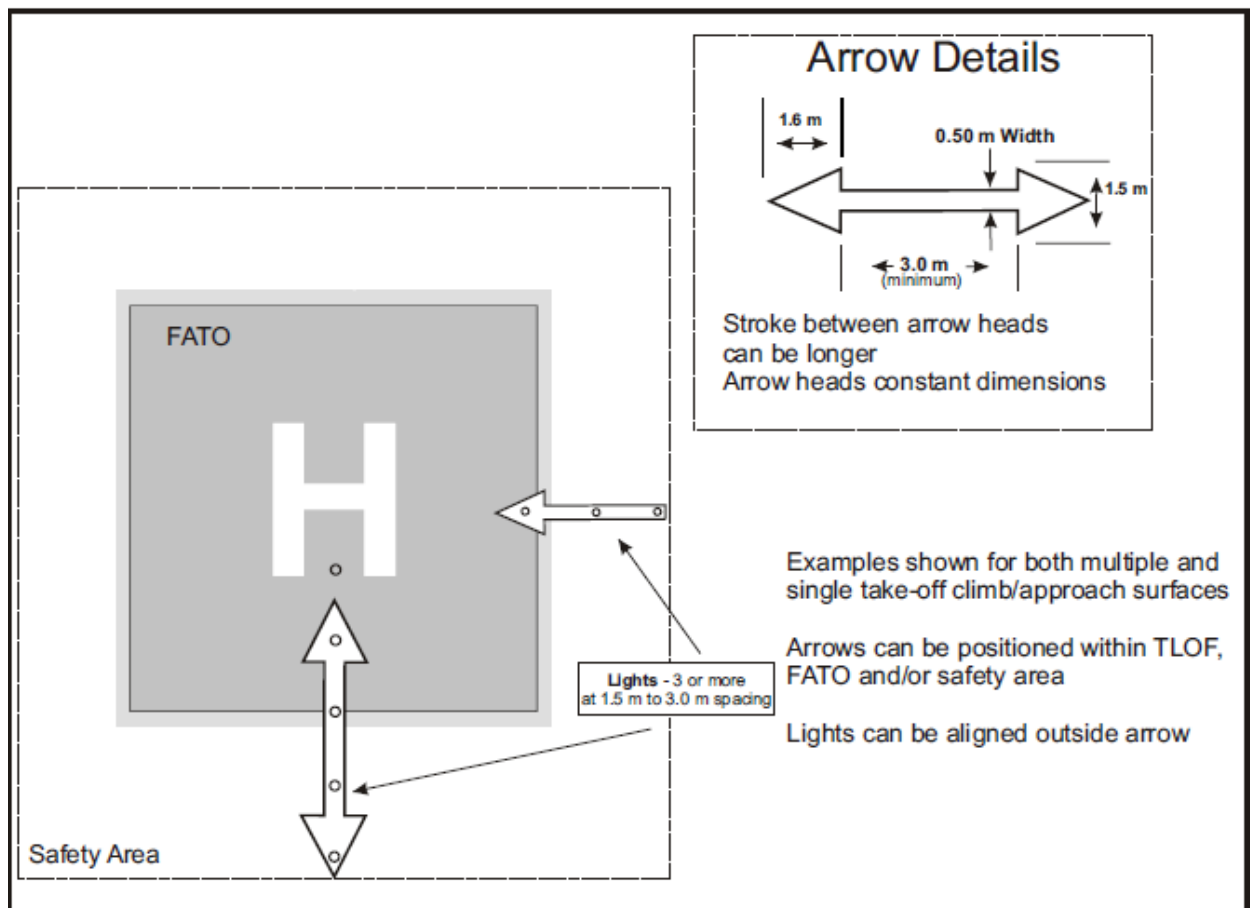 Arrow Details
1.6 m
0.50 m Width
1.5 m
3.0 m
(minimum)
Stroke between arrow heads
can be longer
Arrow heads constant dimensions
FATO
H
Examples shown for both multiple and
single take-off climb/approach surfaces
Arrows can be positioned within TLOF,
FATO and/or safety area
Lights - 3 or more
at 1.5 m to 3.0 m spacing
Lights can be aligned outside arrow
Safety Area